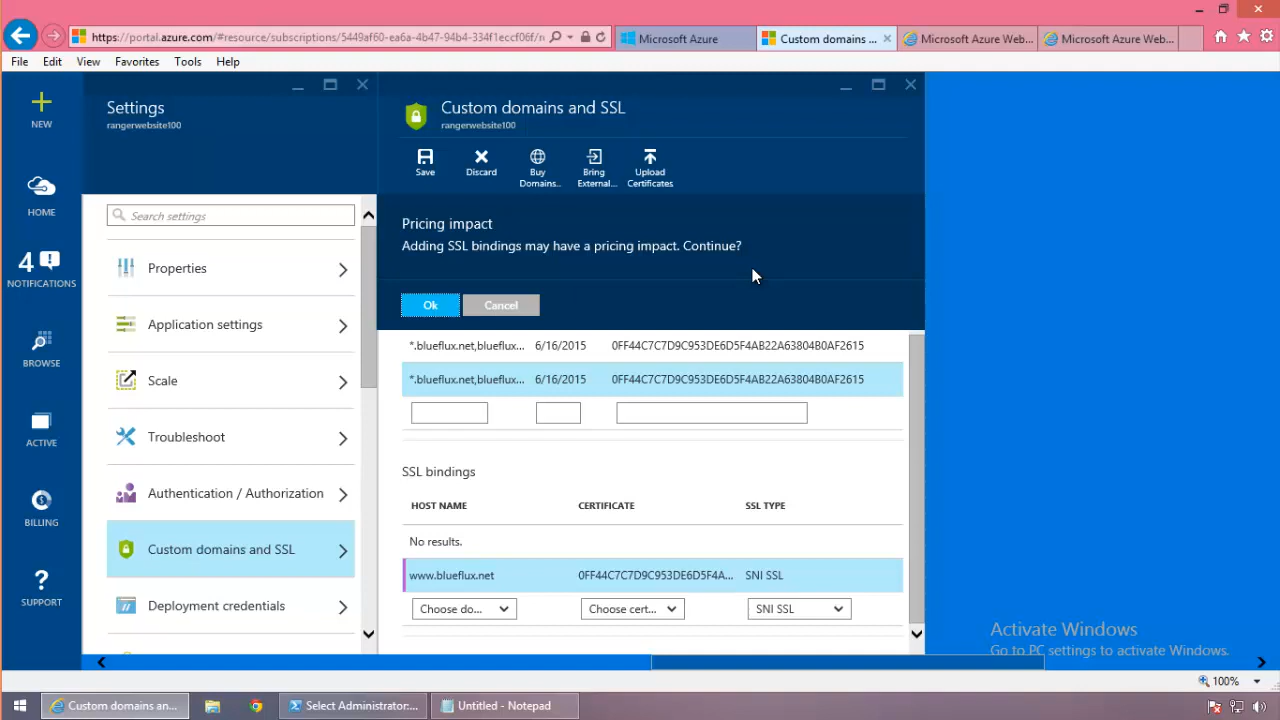 https://portal.azure.com/#resource/subscriptions/5449af60-ea6a-4b47-94b4-334f1eccf06f/r
Microsoft Azure
Custom domains ...
Microsoft Azure Web...
Microsoft Azure Web...
File
Edit
View
Favorites
Tools
Help
NEW
HOME
4
NOTIFICATIONS
BROWSE
ACTIVE
BILLING
SUPPORT
Settings
rangerwebsite100
Search settings
Properties
Application settings
Scale
Troubleshoot
Authentication / Authorization
Custom domains and SSL
Deployment credentials
Custom domains and SSL
rangerwebsite100
Save
Discard
Buy
Domains...
Bring
External...
Upload
Certificates
Pricing impact
Adding SSL bindings may have a pricing impact. Continue?
Ok
Cancel
*.blueflux.net,blueflux... 6/16/2015 0FF44C7C7D9C953DE6D5F4AB22A63804B0AF2615
*.blueflux.net,blueflux... 6/16/2015 0FF44C7C7D9C953DE6D5F4AB22A63804B0AF2615
SSL bindings
HOST NAME CERTIFICATE SSL TYPE
No results.
www.blueflux.net 0FF44C7C7D9C953DE6D5F4A... SNI SSL
Choose do... Choose cert... SNI SSL
Activate Windows
Go to PC settings to activate Windows.
100%
Custom domains an...
Select Administrator:...
Untitled - Notepad